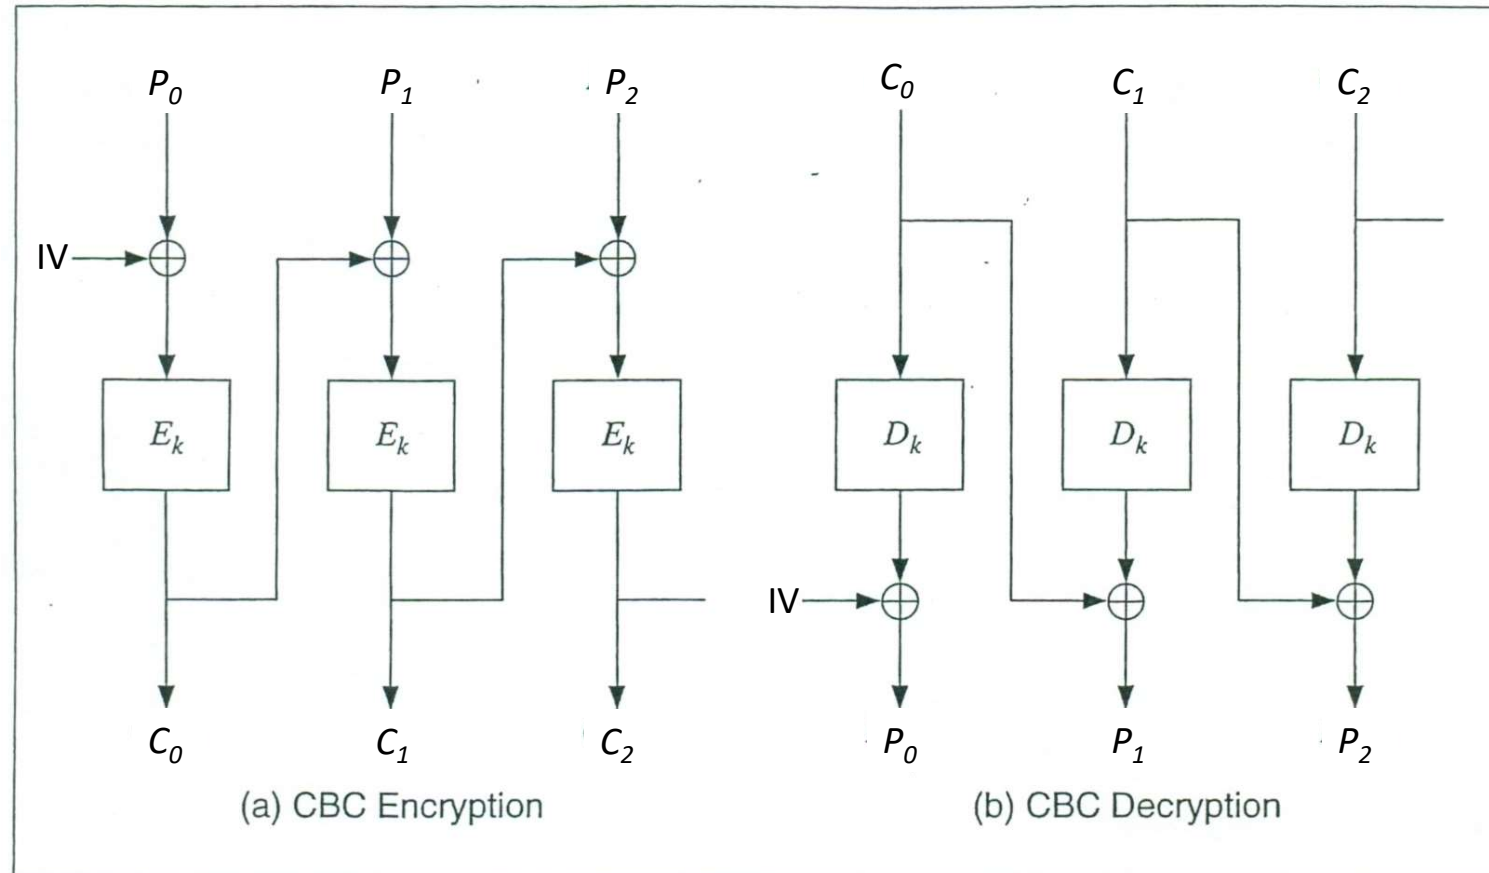 P0 P1 P2
C0 C1 C2
IV
Ek Ek Ek
Dk Dk Dk
IV
C0 C1 C2
P0 P1 P2
(a) CBC Encryption
(b) CBC Decryption